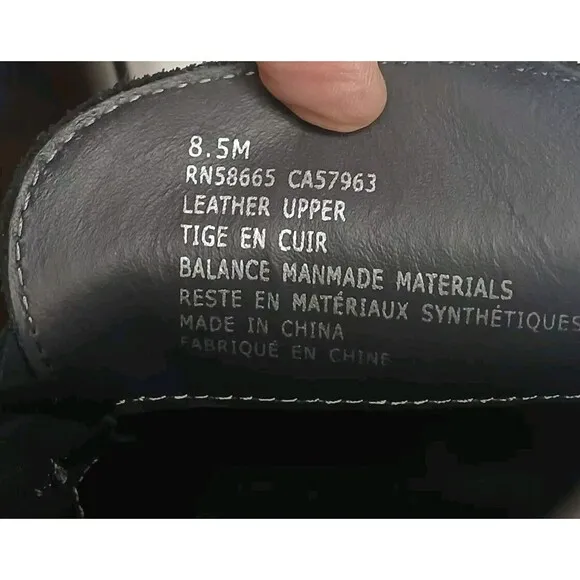 8.5M
RN58665 CA57963
LEATHER UPPER
TIGE EN CUIR
BALANCE MANMADE MATERIALS
RESTE EN MATÉRIAUX SYNTHÉTIQUES
MADE IN CHINA
FABRIQUÉ EN CHINE